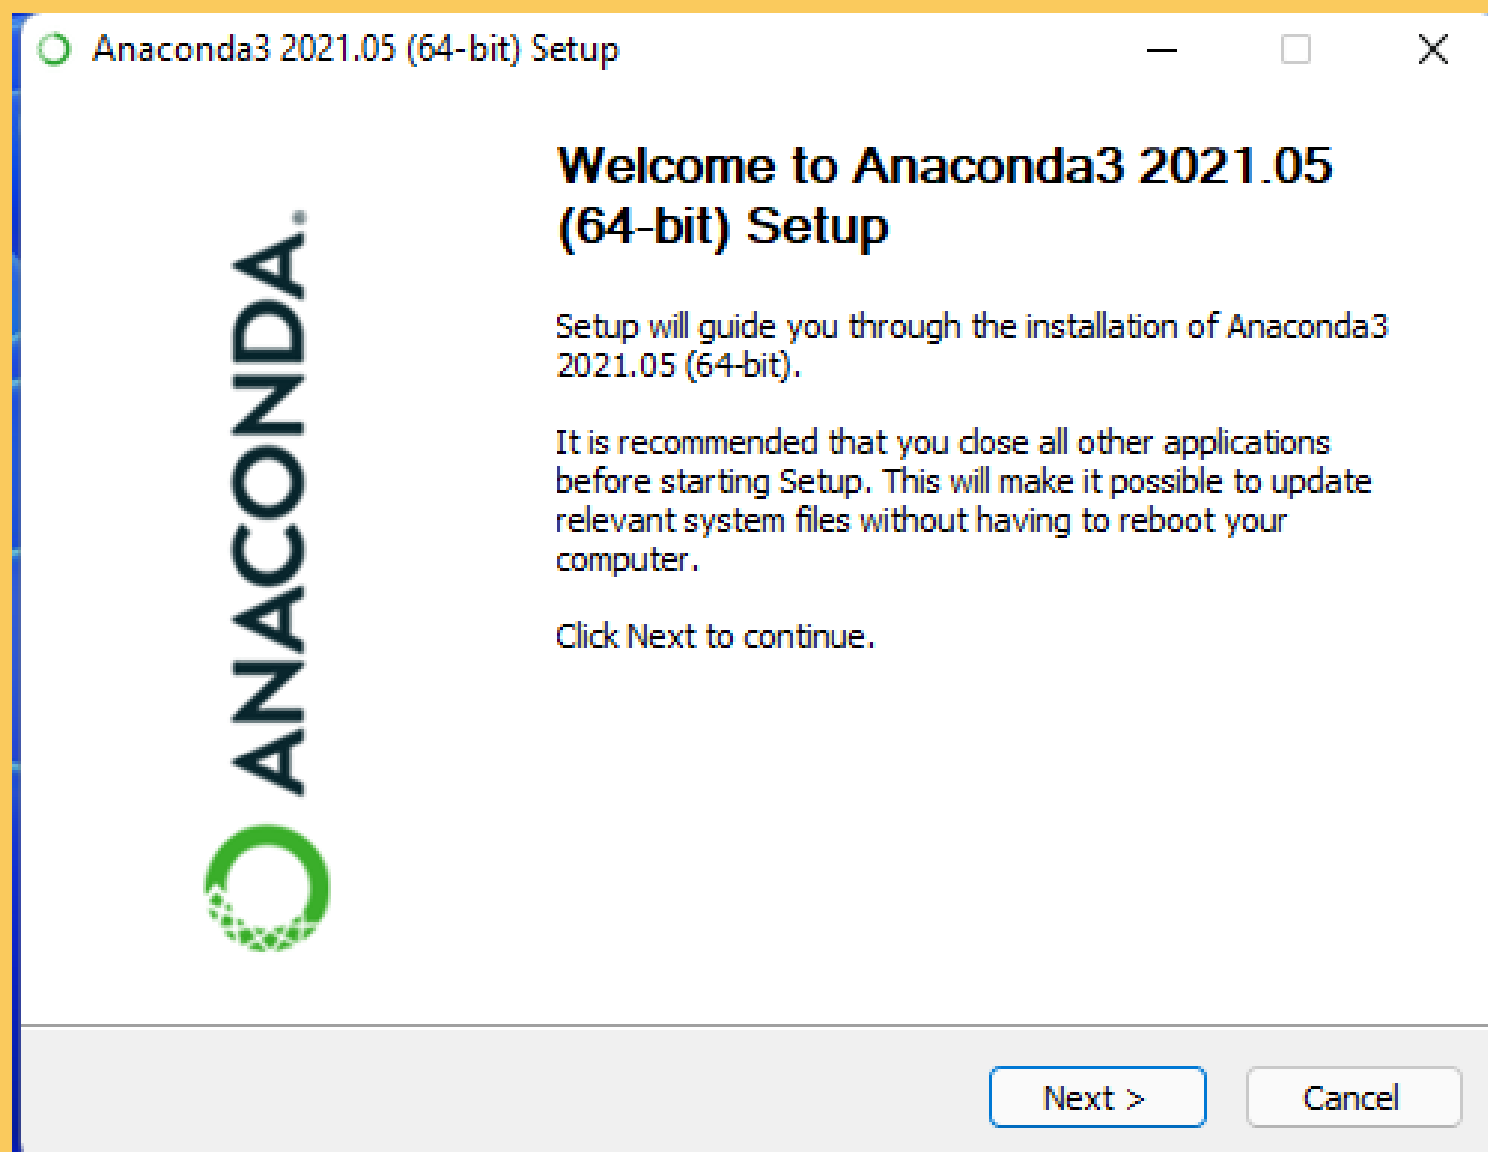 Anaconda3 2021.05 (64-bit) Setup
ANACONDA.
Welcome to Anaconda3 2021.05
(64-bit) Setup
Setup will guide you through the installation of Anaconda3
2021.05 (64-bit).
It is recommended that you close all other applications
before starting Setup. This will make it possible to update
relevant system files without having to reboot your
computer.
Click Next to continue.
Next >
Cancel